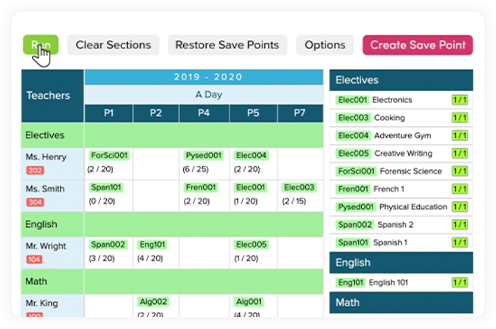 Run Clear Sections Restore Save Points Options Create Save Point
Teachers
2019 - 2020
A Day
P1 P2 P4 P5 P7
Electives
Ms. Henry ForSci001 Pysed001 Elec004
302 (2 / 20) (6 / 25) (2 / 20)
Ms. Smith Span101 Fren001 Elec001 Elec003
304 (0 / 20) (2 / 20) (1 / 20) (2 / 15)
English
Mr. Wright Span002 Eng101 Elec005
104 (3 / 20) (4 / 20) (1 / 20)
Math
Mr. King Alg002 Alg001
100 (2 / 20) (4 / 20)
Electives
Elec001 Electronics 1 / 1
Elec003 Cooking 1 / 1
Elec004 Adventure Gym 1 / 1
Elec005 Creative Writing 1 / 1
ForSci001 Forensic Science 1 / 1
Fren001 French 1 1 / 1
Pysed001 Physical Education 1 / 1
Span002 Spanish 2 1 / 1
Span101 Spanish 1 1 / 1
English
Eng101 English 101 1 / 1
Math